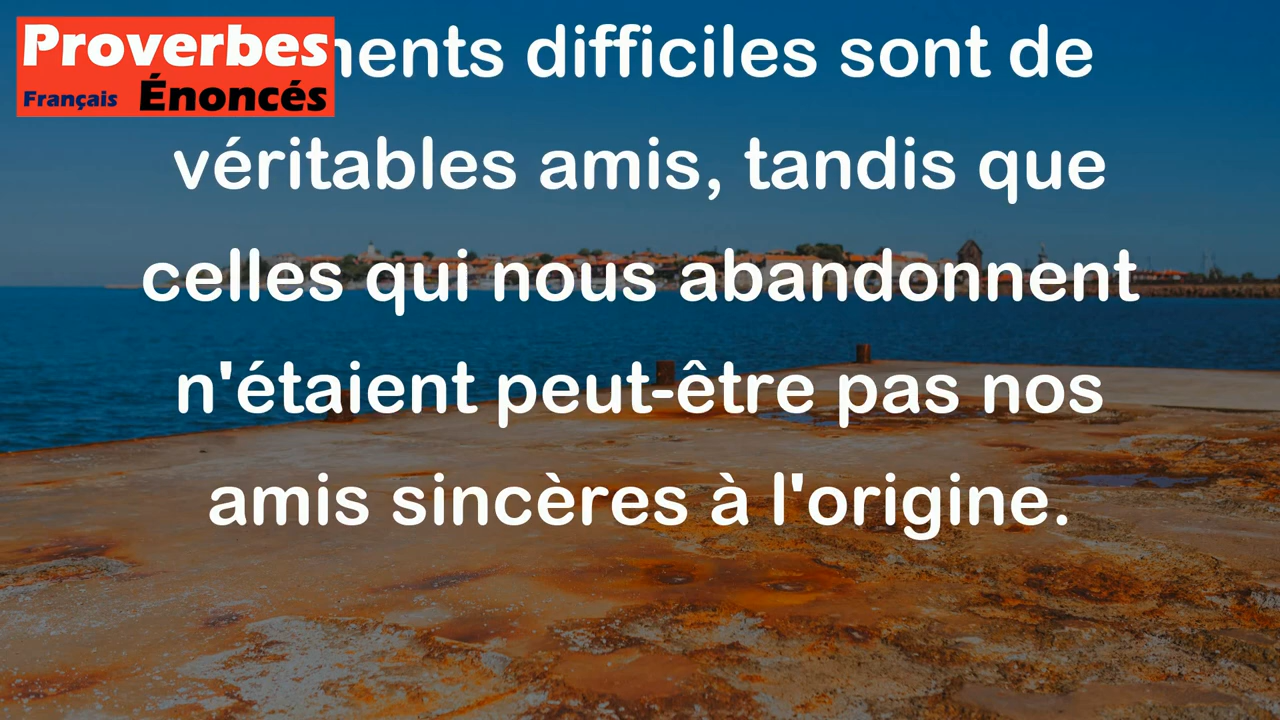 Proverbes
Français Énoncés
difficiles sont de
véritables amis, tandis que
celles qui nous abandonnent
n'étaient peut-être pas nos
amis sincères à l'origine.